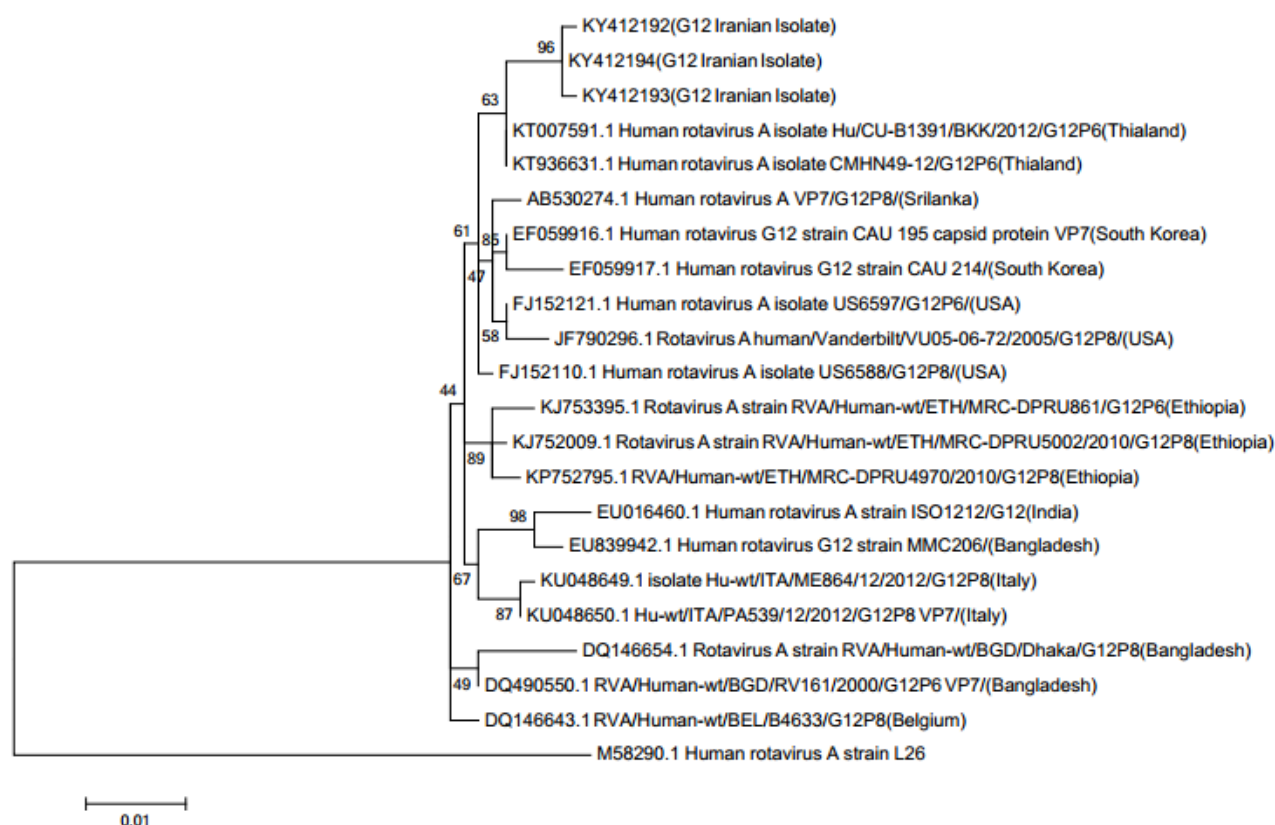 KY412192(G12 Iranian Isolate)
96
KY412194(G12 Iranian Isolate)
KY412193(G12 Iranian Isolate)
63
KT007591.1 Human rotavirus A isolate Hu/CU-B1391/BKK/2012/G12P6(Thialand)
KT936631.1 Human rotavirus A isolate CMHN49-12/G12P6(Thialand)
AB530274.1 Human rotavirus A VP7/G12P8/(Srilanka)
61
85
EF059916.1 Human rotavirus G12 strain CAU 195 capsid protein VP7(South Korea)
47
EF059917.1 Human rotavirus G12 strain CAU 214/(South Korea)
FJ152121.1 Human rotavirus A isolate US6597/G12P6/(USA)
58
JF790296.1 Rotavirus A human/Vanderbilt/VU05-06-72/2005/G12P8/(USA)
FJ152110.1 Human rotavirus A isolate US6588/G12P8/(USA)
44
KJ753395.1 Rotavirus A strain RVA/Human-wt/ETH/MRC-DPRU861/G12P6(Ethiopia)
KJ752009.1 Rotavirus A strain RVA/Human-wt/ETH/MRC-DPRU5002/2010/G12P8(Ethiopia)
89
KP752795.1 RVA/Human-wt/ETH/MRC-DPRU4970/2010/G12P8(Ethiopia)
98
EU016460.1 Human rotavirus A strain ISO1212/G12(India)
EU839942.1 Human rotavirus G12 strain MMC206/(Bangladesh)
67
KU048649.1 isolate Hu-wt/ITA/ME864/12/2012/G12P8(Italy)
87
KU048650.1 Hu-wt/ITA/PA539/12/2012/G12P8 VP7/(Italy)
DQ146654.1 Rotavirus A strain RVA/Human-wt/BGD/Dhaka/G12P8(Bangladesh)
49
DQ490550.1 RVA/Human-wt/BGD/RV161/2000/G12P6 VP7/(Bangladesh)
DQ146643.1 RVA/Human-wt/BEL/B4633/G12P8(Belgium)
M58290.1 Human rotavirus A strain L26
0.01